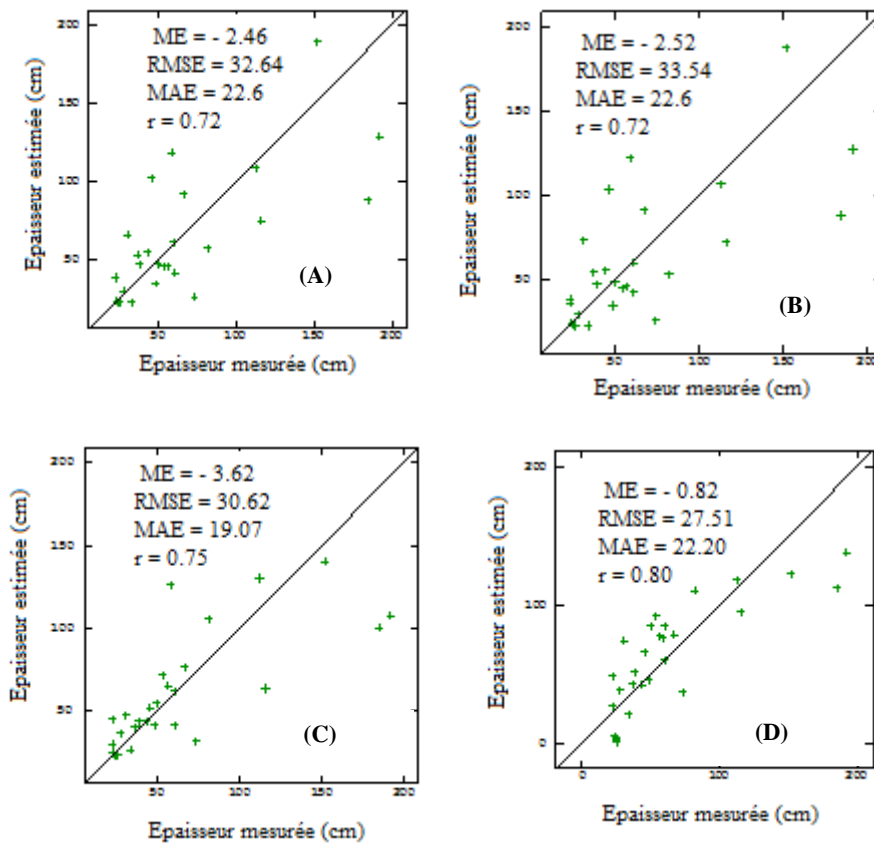 ME = - 2.46
RMSE = 32.64
MAE = 22.6
r = 0.72
(A)
Epaisseur estimée (cm)
200
150
100
50
50
100
150
200
Epaisseur mesurée (cm)
ME = - 2.52
RMSE = 33.54
MAE = 22.6
r = 0.72
(B)
Epaisseur estimée (cm)
200
150
100
50
50
100
150
200
Epaisseur mesurée (cm)
ME = - 3.62
RMSE = 30.62
MAE = 19.07
r = 0.75
(C)
Epaisseur estimée (cm)
200
150
100
50
50
100
150
200
Epaisseur mesurée (cm)
ME = - 0.82
RMSE = 27.51
MAE = 22.20
r = 0.80
(D)
Epaisseur estimée (cm)
200
100
0
0
100
200
Epaisseur mesurée (cm)